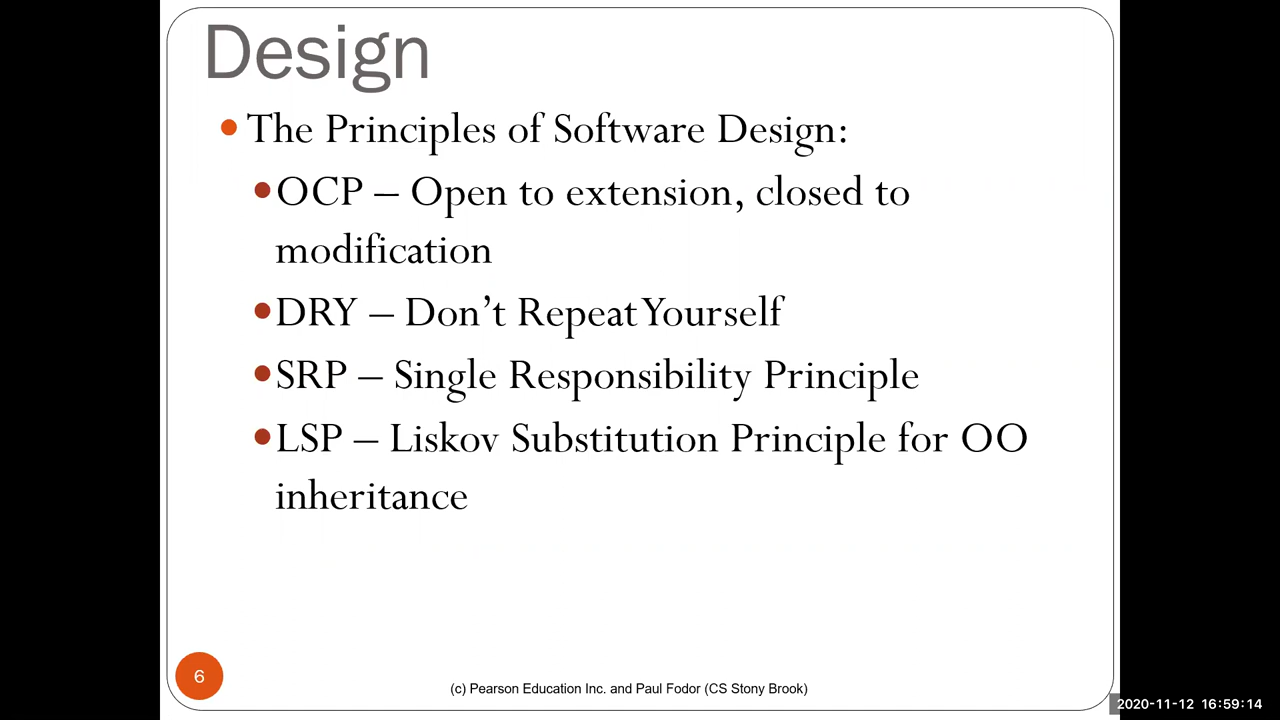 Design
• The Principles of Software Design:
• OCP – Open to extension, closed to
modification
• DRY – Don’t Repeat Yourself
• SRP – Single Responsibility Principle
• LSP – Liskov Substitution Principle for OO
inheritance
6
(c) Pearson Education Inc. and Paul Fodor (CS Stony Brook)
2020-11-12 16:59:14